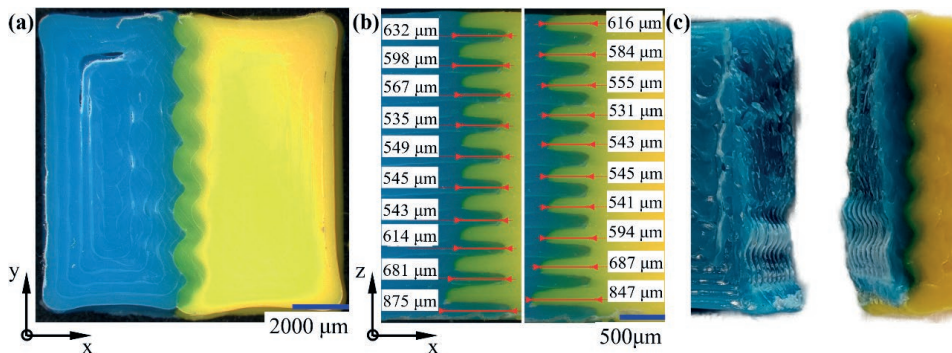 (a)
y
x
2000 μm
(b)
632 μm
598 μm
567 μm
535 μm
549 μm
545 μm
543 μm
614 μm
681 μm
875 μm
616 μm
584 μm
555 μm
531 μm
543 μm
545 μm
541 μm
594 μm
687 μm
847 μm
z
x
500μm
(c)